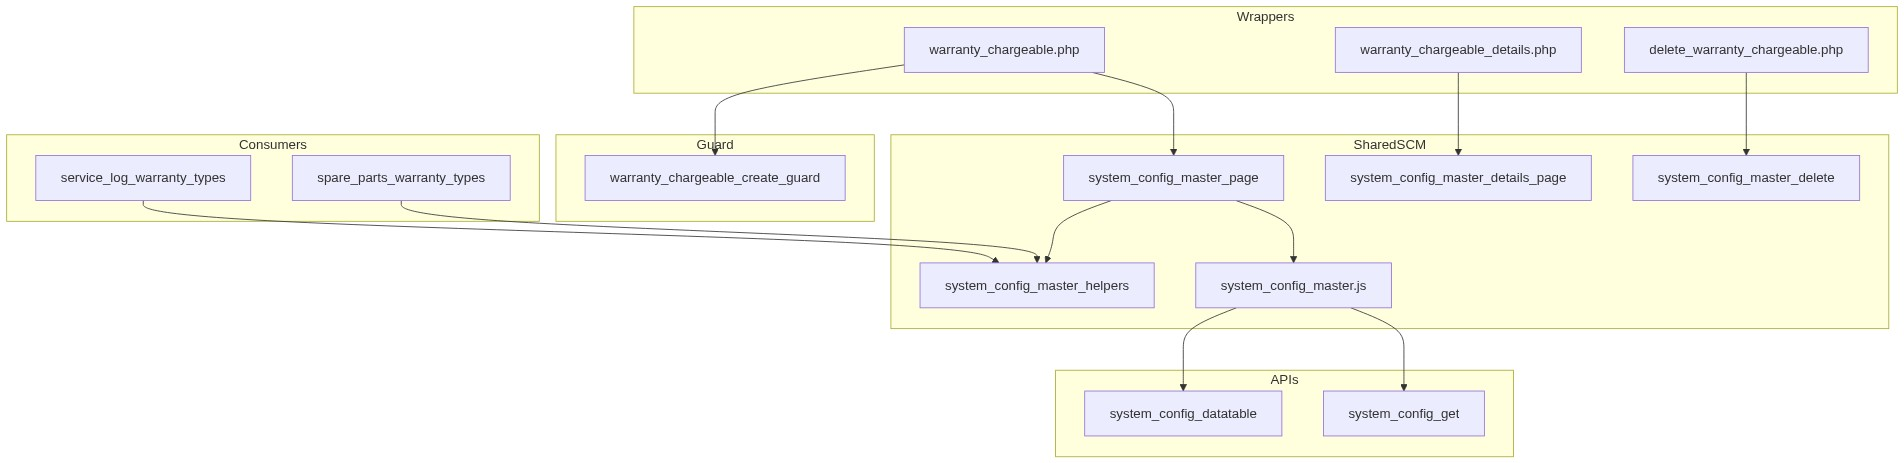 Wrappers
warranty_chargeable.php
warranty_chargeable_details.php
delete_warranty_chargeable.php
Consumers
service_log_warranty_types
spare_parts_warranty_types
Guard
warranty_chargeable_create_guard
SharedSCM
system_config_master_page
system_config_master_details_page
system_config_master_delete
system_config_master_helpers
system_config_master.js
APIs
system_config_datatable
system_config_get